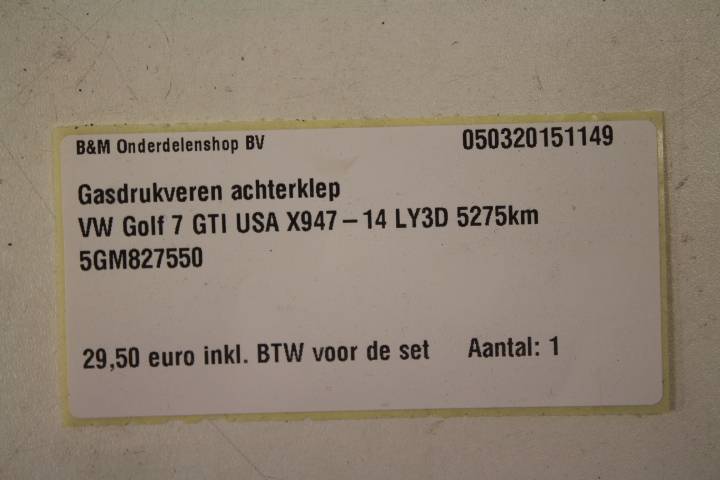 B&M Onderdelenshop BV 050320151149
Gasdrukveren achterklep
VW Golf 7 GTI USA X947 – 14 LY3D 5275km
5GM827550
29,50 euro inkl. BTW voor de set Aantal: 1